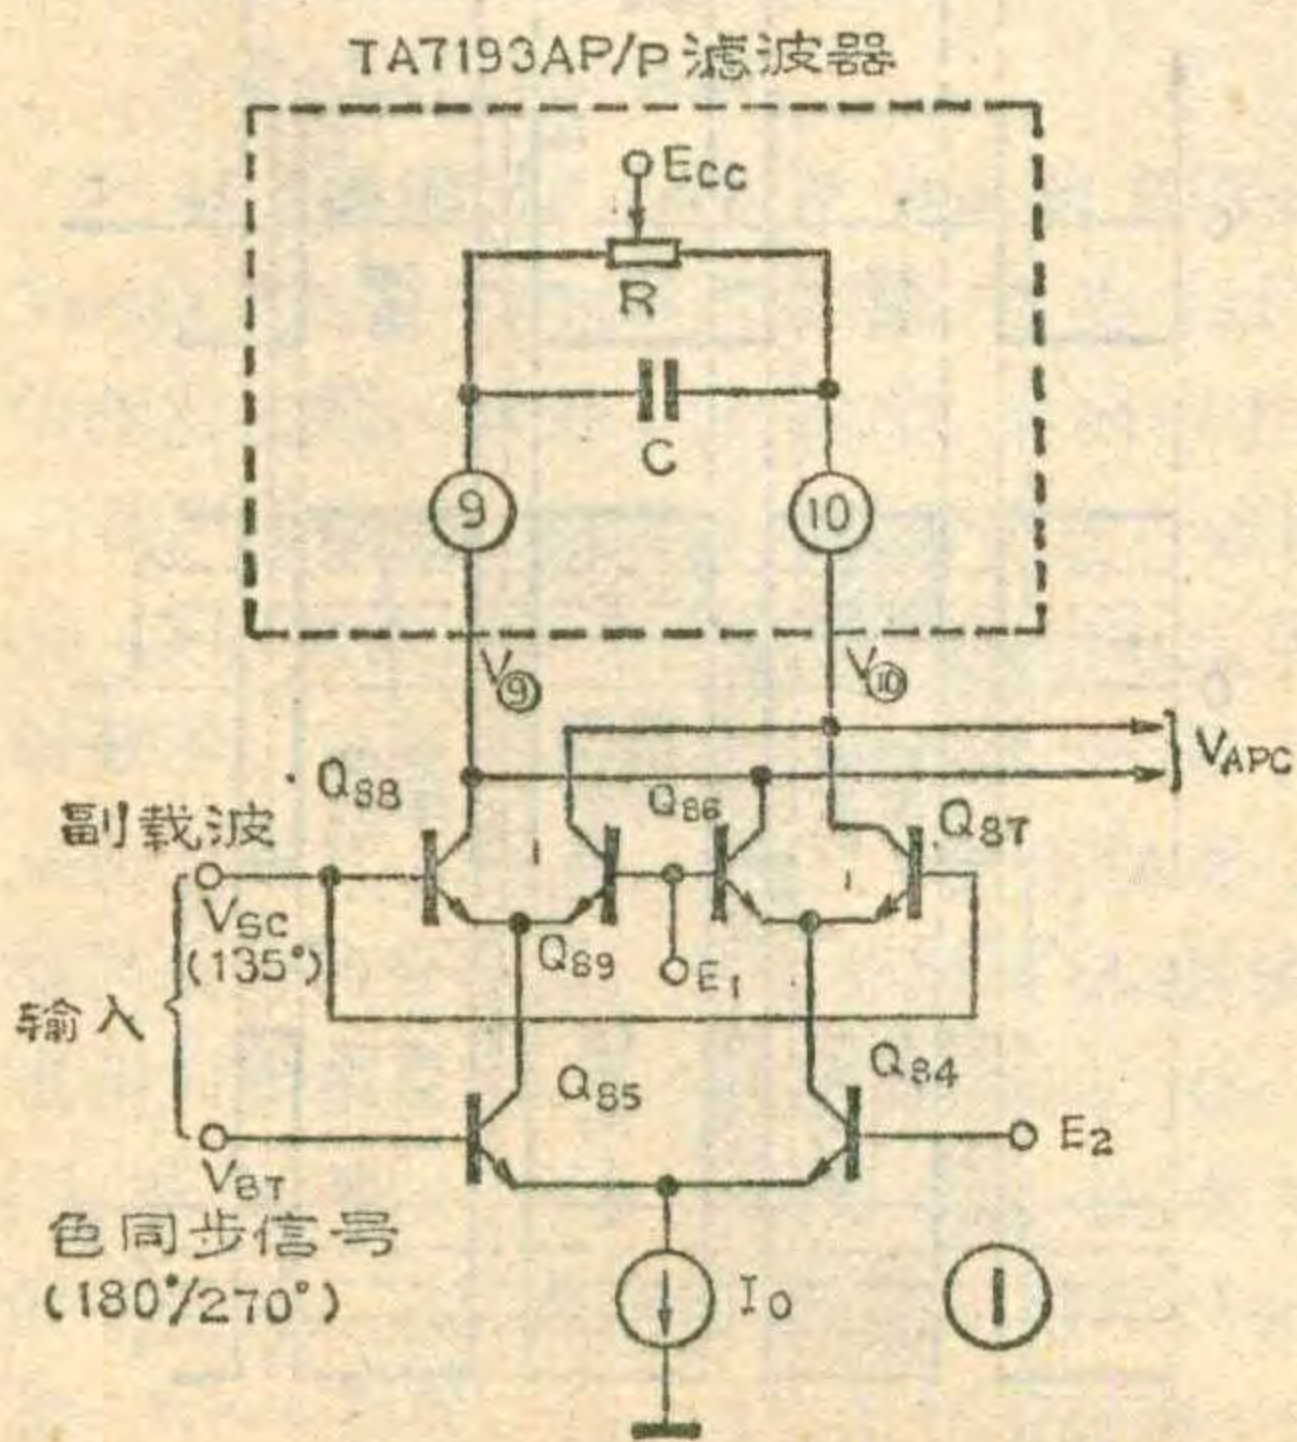 TA7193AP/P 滤波器
ECC
R
C
9
10
V⑨
V⑩
VAPC
Q88
Q86
Q87
副载波
VSC
(135°)
Q89
E1
输入
Q85
Q84
E2
VBT
色同步信号
(180°/270°)
I0
1